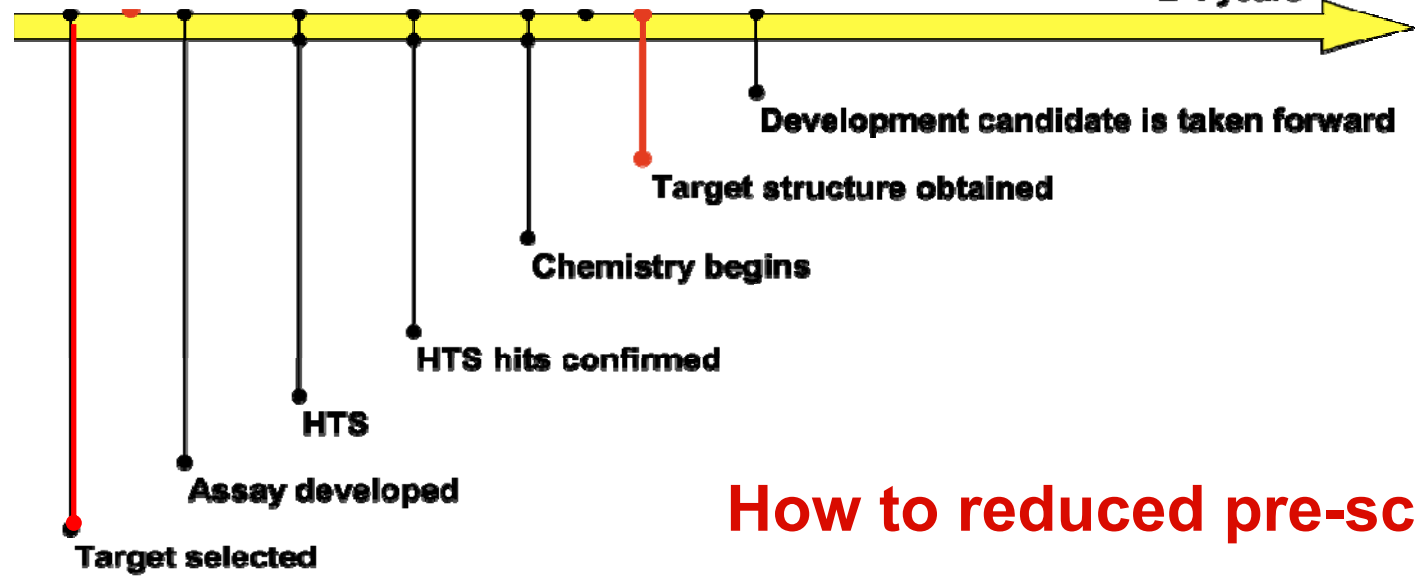 Development candidate is taken forward
Target structure obtained
Chemistry begins
HTS hits confirmed
HTS
Assay developed
How to reduced pre-sc
Target selected